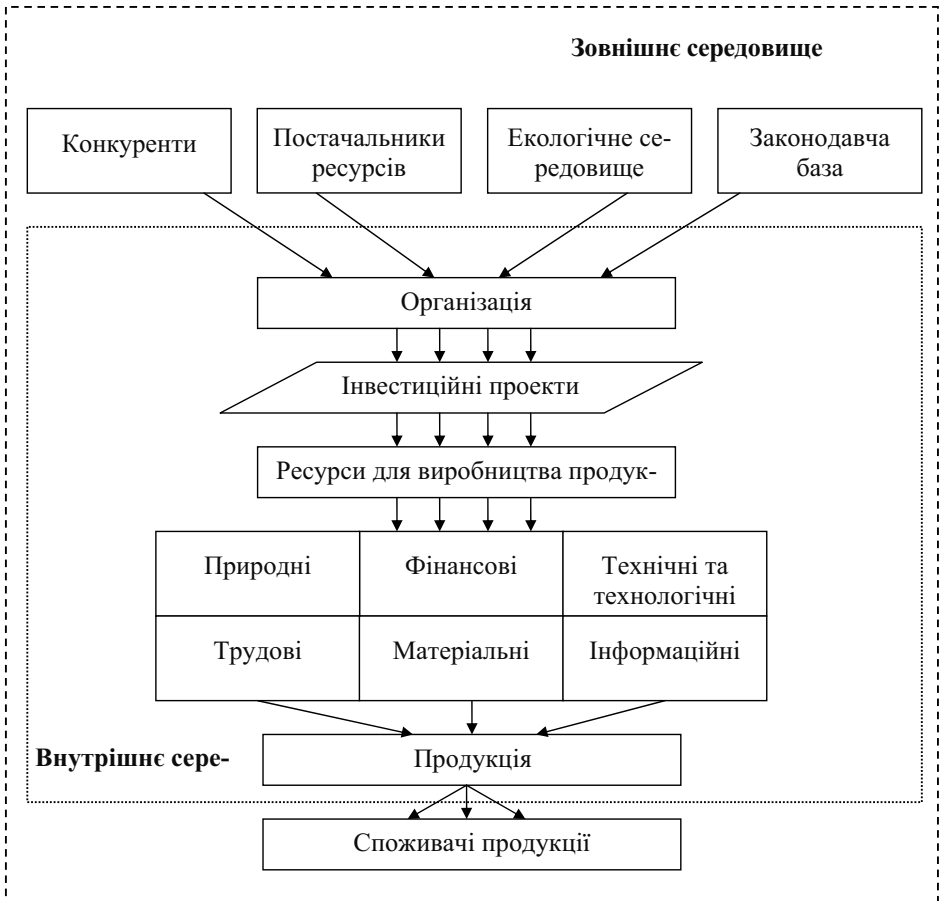 Зовнішнє середовище
Конкуренти
Постачальники
ресурсів
Екологічне се-
редовище
Законодавча
база
Організація
Інвестиційні проекти
Ресурси для виробництва продук-
Природні
Фінансові
Технічні та
технологічні
Трудові
Матеріальні
Інформаційні
Внутрішнє сере-
Продукція
Споживачі продукції